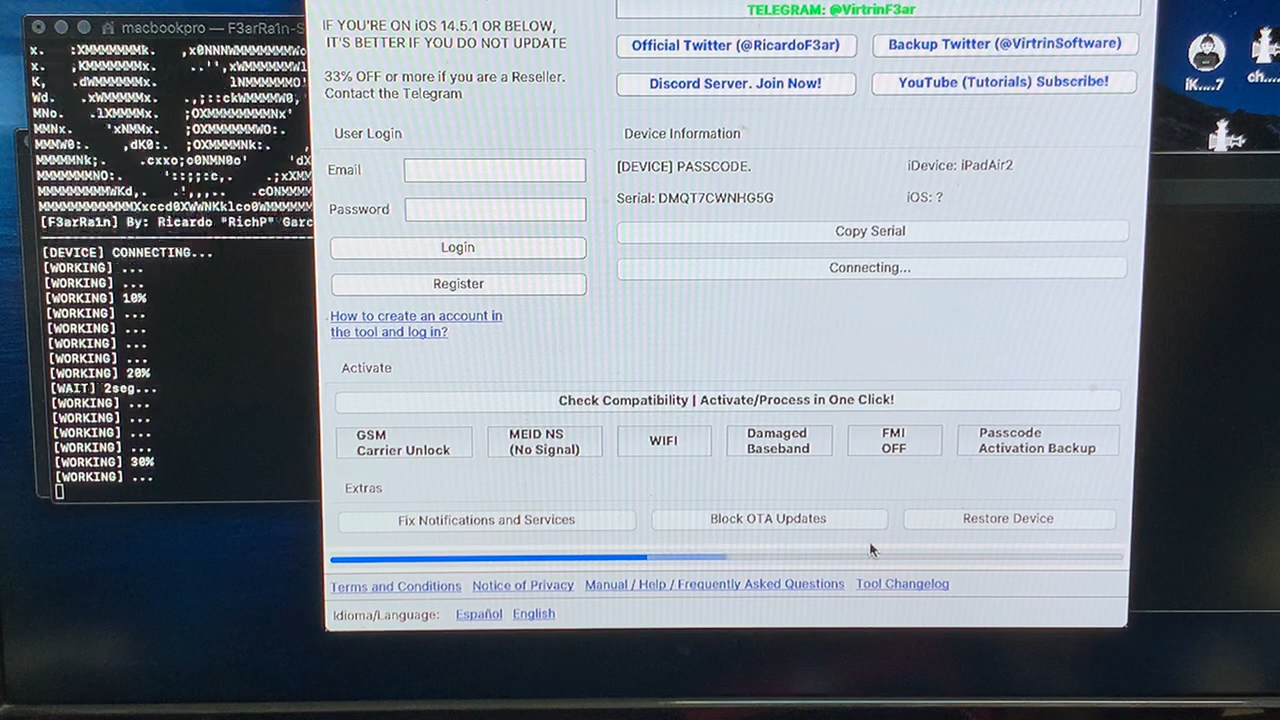 macbookpro — F3arRa1n-S
[F3arRa1n] By: Ricardo "RichP" Garc
[DEVICE] CONNECTING...
[WORKING] ...
[WORKING] ...
[WORKING] 10%
[WORKING] ...
[WORKING] ...
[WORKING] ...
[WORKING] ...
[WORKING] 20%
[WAIT] 2seg...
[WORKING] ...
[WORKING] ...
[WORKING] ...
[WORKING] ...
[WORKING] 30%
[WORKING] ...
IF YOU'RE ON iOS 14.5.1 OR BELOW,
IT'S BETTER IF YOU DO NOT UPDATE
33% OFF or more if you are a Reseller.
Contact the Telegram
TELEGRAM: @VirtrinF3ar
Official Twitter (@RicardoF3ar)
Backup Twitter (@VirtrinSoftware)
Discord Server. Join Now!
YouTube (Tutorials) Subscribe!
User Login
Email
Password
Login
Register
How to create an account in
the tool and log in?
Device Information
[DEVICE] PASSCODE.
iDevice: iPadAir2
Serial: DMQT7CWNHG5G
iOS: ?
Copy Serial
Connecting...
Activate
Check Compatibility | Activate/Process in One Click!
GSM
Carrier Unlock
MEID NS
(No Signal)
WIFI
Damaged
Baseband
FMI
OFF
Passcode
Activation Backup
Extras
Fix Notifications and Services
Block OTA Updates
Restore Device
Terms and Conditions
Notice of Privacy
Manual / Help / Frequently Asked Questions
Tool Changelog
Idioma/Language:
Español
English
iK....7
ch....